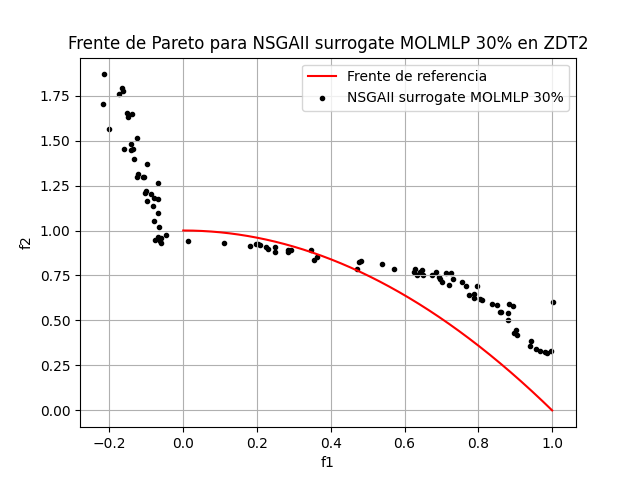 Frente de Pareto para NSGAII surrogate MOLMLP 30% en ZDT2
Frente de referencia
NSGAII surrogate MOLMLP 30%
f2
1.75
1.50
1.25
1.00
0.75
0.50
0.25
0.00
−0.2 0.0 0.2 0.4 0.6 0.8 1.0
f1